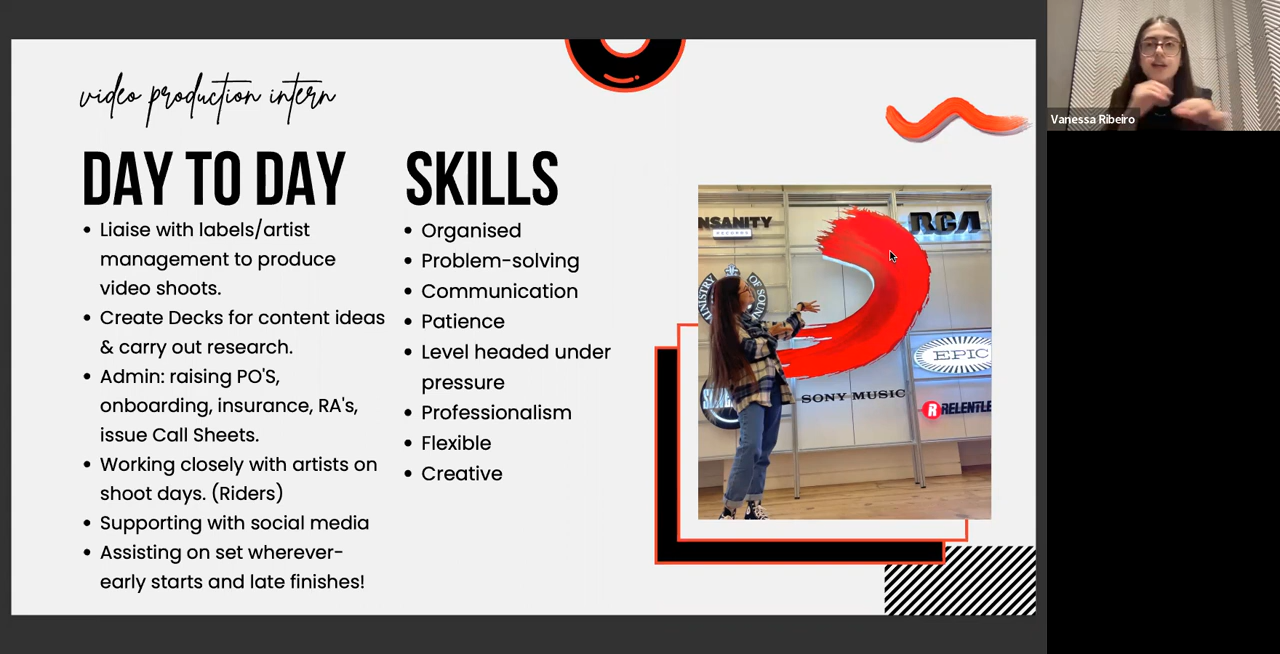 video production intern
DAY TO DAY
• Liaise with labels/artist
management to produce
video shoots.
• Create Decks for content ideas
& carry out research.
• Admin: raising PO'S,
onboarding, insurance, RA's,
issue Call Sheets.
• Working closely with artists on
shoot days. (Riders)
• Supporting with social media
• Assisting on set wherever-
early starts and late finishes!
SKILLS
• Organised
• Problem-solving
• Communication
• Patience
• Level headed under
pressure
• Professionalism
• Flexible
• Creative
NSANITY
RECORDS
RCA
OF SOUN
EPIC
SONY MUSIC
R RELENTLE
Vanessa Ribeiro